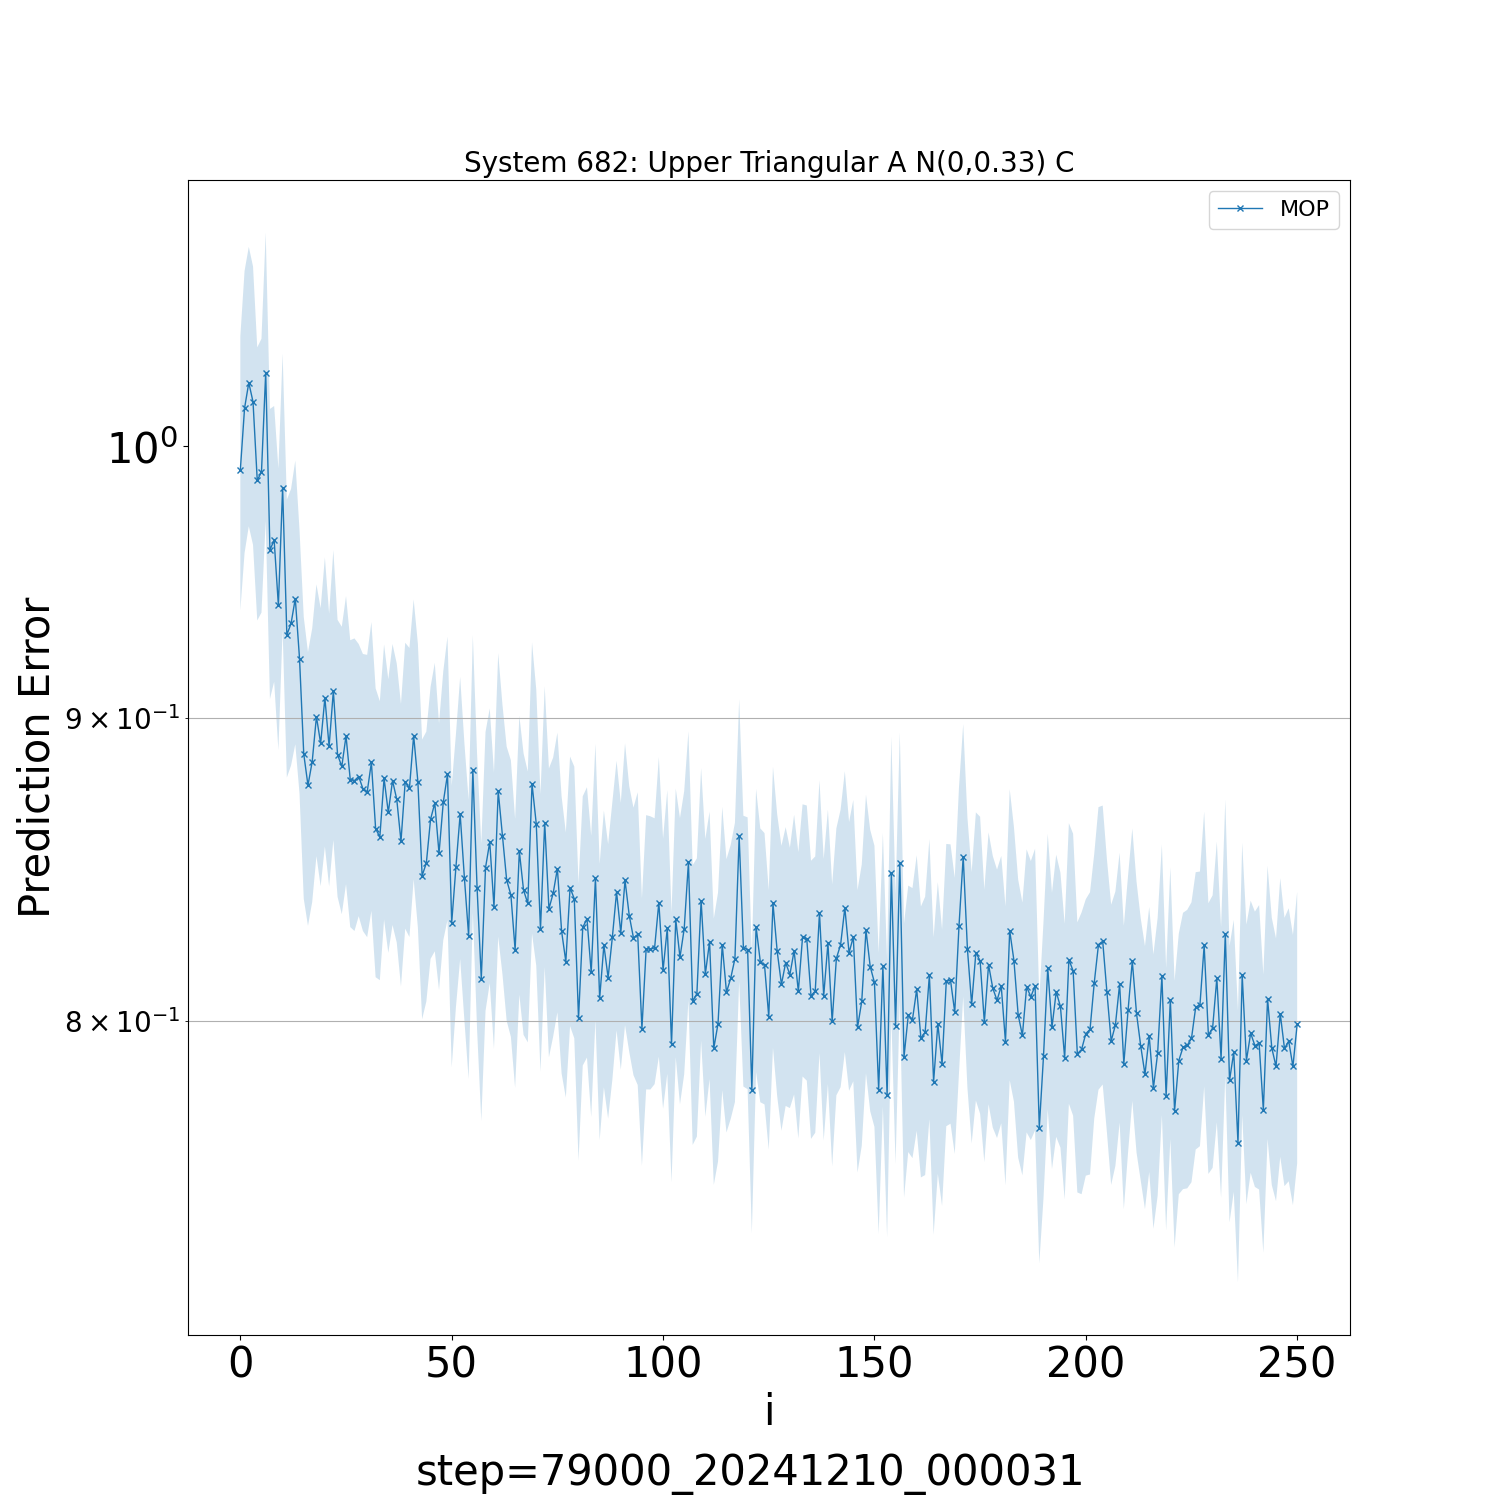 System 682: Upper Triangular A N(0,0.33) C
MOP
Prediction Error
10⁰
9 × 10⁻¹
8 × 10⁻¹
0 50 100 150 200 250
i
step=79000_20241210_000031